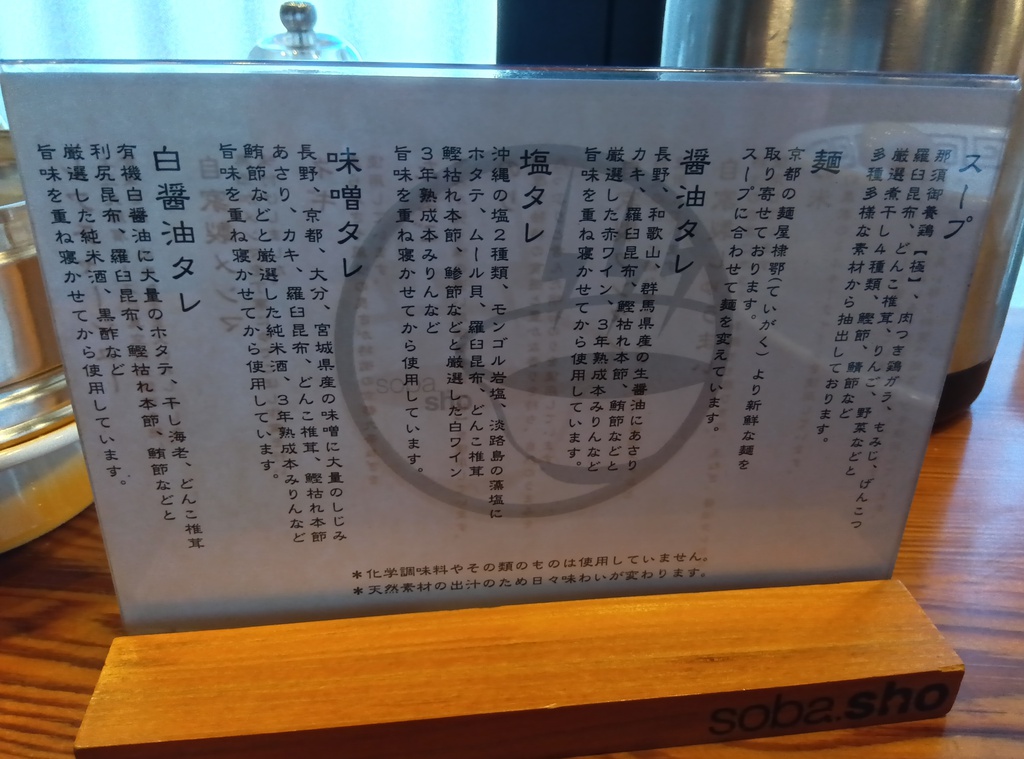 スープ
那須御養鶏【極】、肉つき鶏ガラ、もみじ、げんこつ
羅臼昆布、どんこ椎茸、りんご、野菜などと
厳選煮干し4種類、鰹節、鯖節など
多種多様な素材から抽出しております。
麺
京都の麺屋棣鄂(ていがく)より新鮮な麺を
取り寄せております。
スープに合わせて麺を変えています。
醤油タレ
長野、和歌山、群馬県産の生醤油にあさり
カキ、羅臼昆布、鰹枯れ本節、鮪節などと
厳選した赤ワイン、3年熟成本みりんなど
旨味を重ね寝かせてから使用しています。
塩タレ
沖縄の塩2種類、モンゴル岩塩、淡路島の藻塩に
ホタテ、ムール貝、羅臼昆布、どんこ椎茸
鰹枯れ本節、鯵節などと厳選した白ワイン
3年熟成本みりんなど
旨味を重ね寝かせてから使用しています。
味噌タレ
長野、京都、大分、宮城県産の味噌に大量のしじみ
あさり、カキ、羅臼昆布、どんこ椎茸、鰹枯れ本節
鮪節などと厳選した純米酒、3年熟成本みりんなど
旨味を重ね寝かせてから使用しています。
白醤油タレ
有機白醤油に大量のホタテ、干し海老、どんこ椎茸
利尻昆布、羅臼昆布、鰹枯れ本節、鮪節などと
厳選した純米酒、黒酢など
旨味を重ね寝かせてから使用しています。
*化学調味料やその類のものは使用していません。
*天然素材の出汁のため日々味わいが変わります。
soba.sho
soba.sho